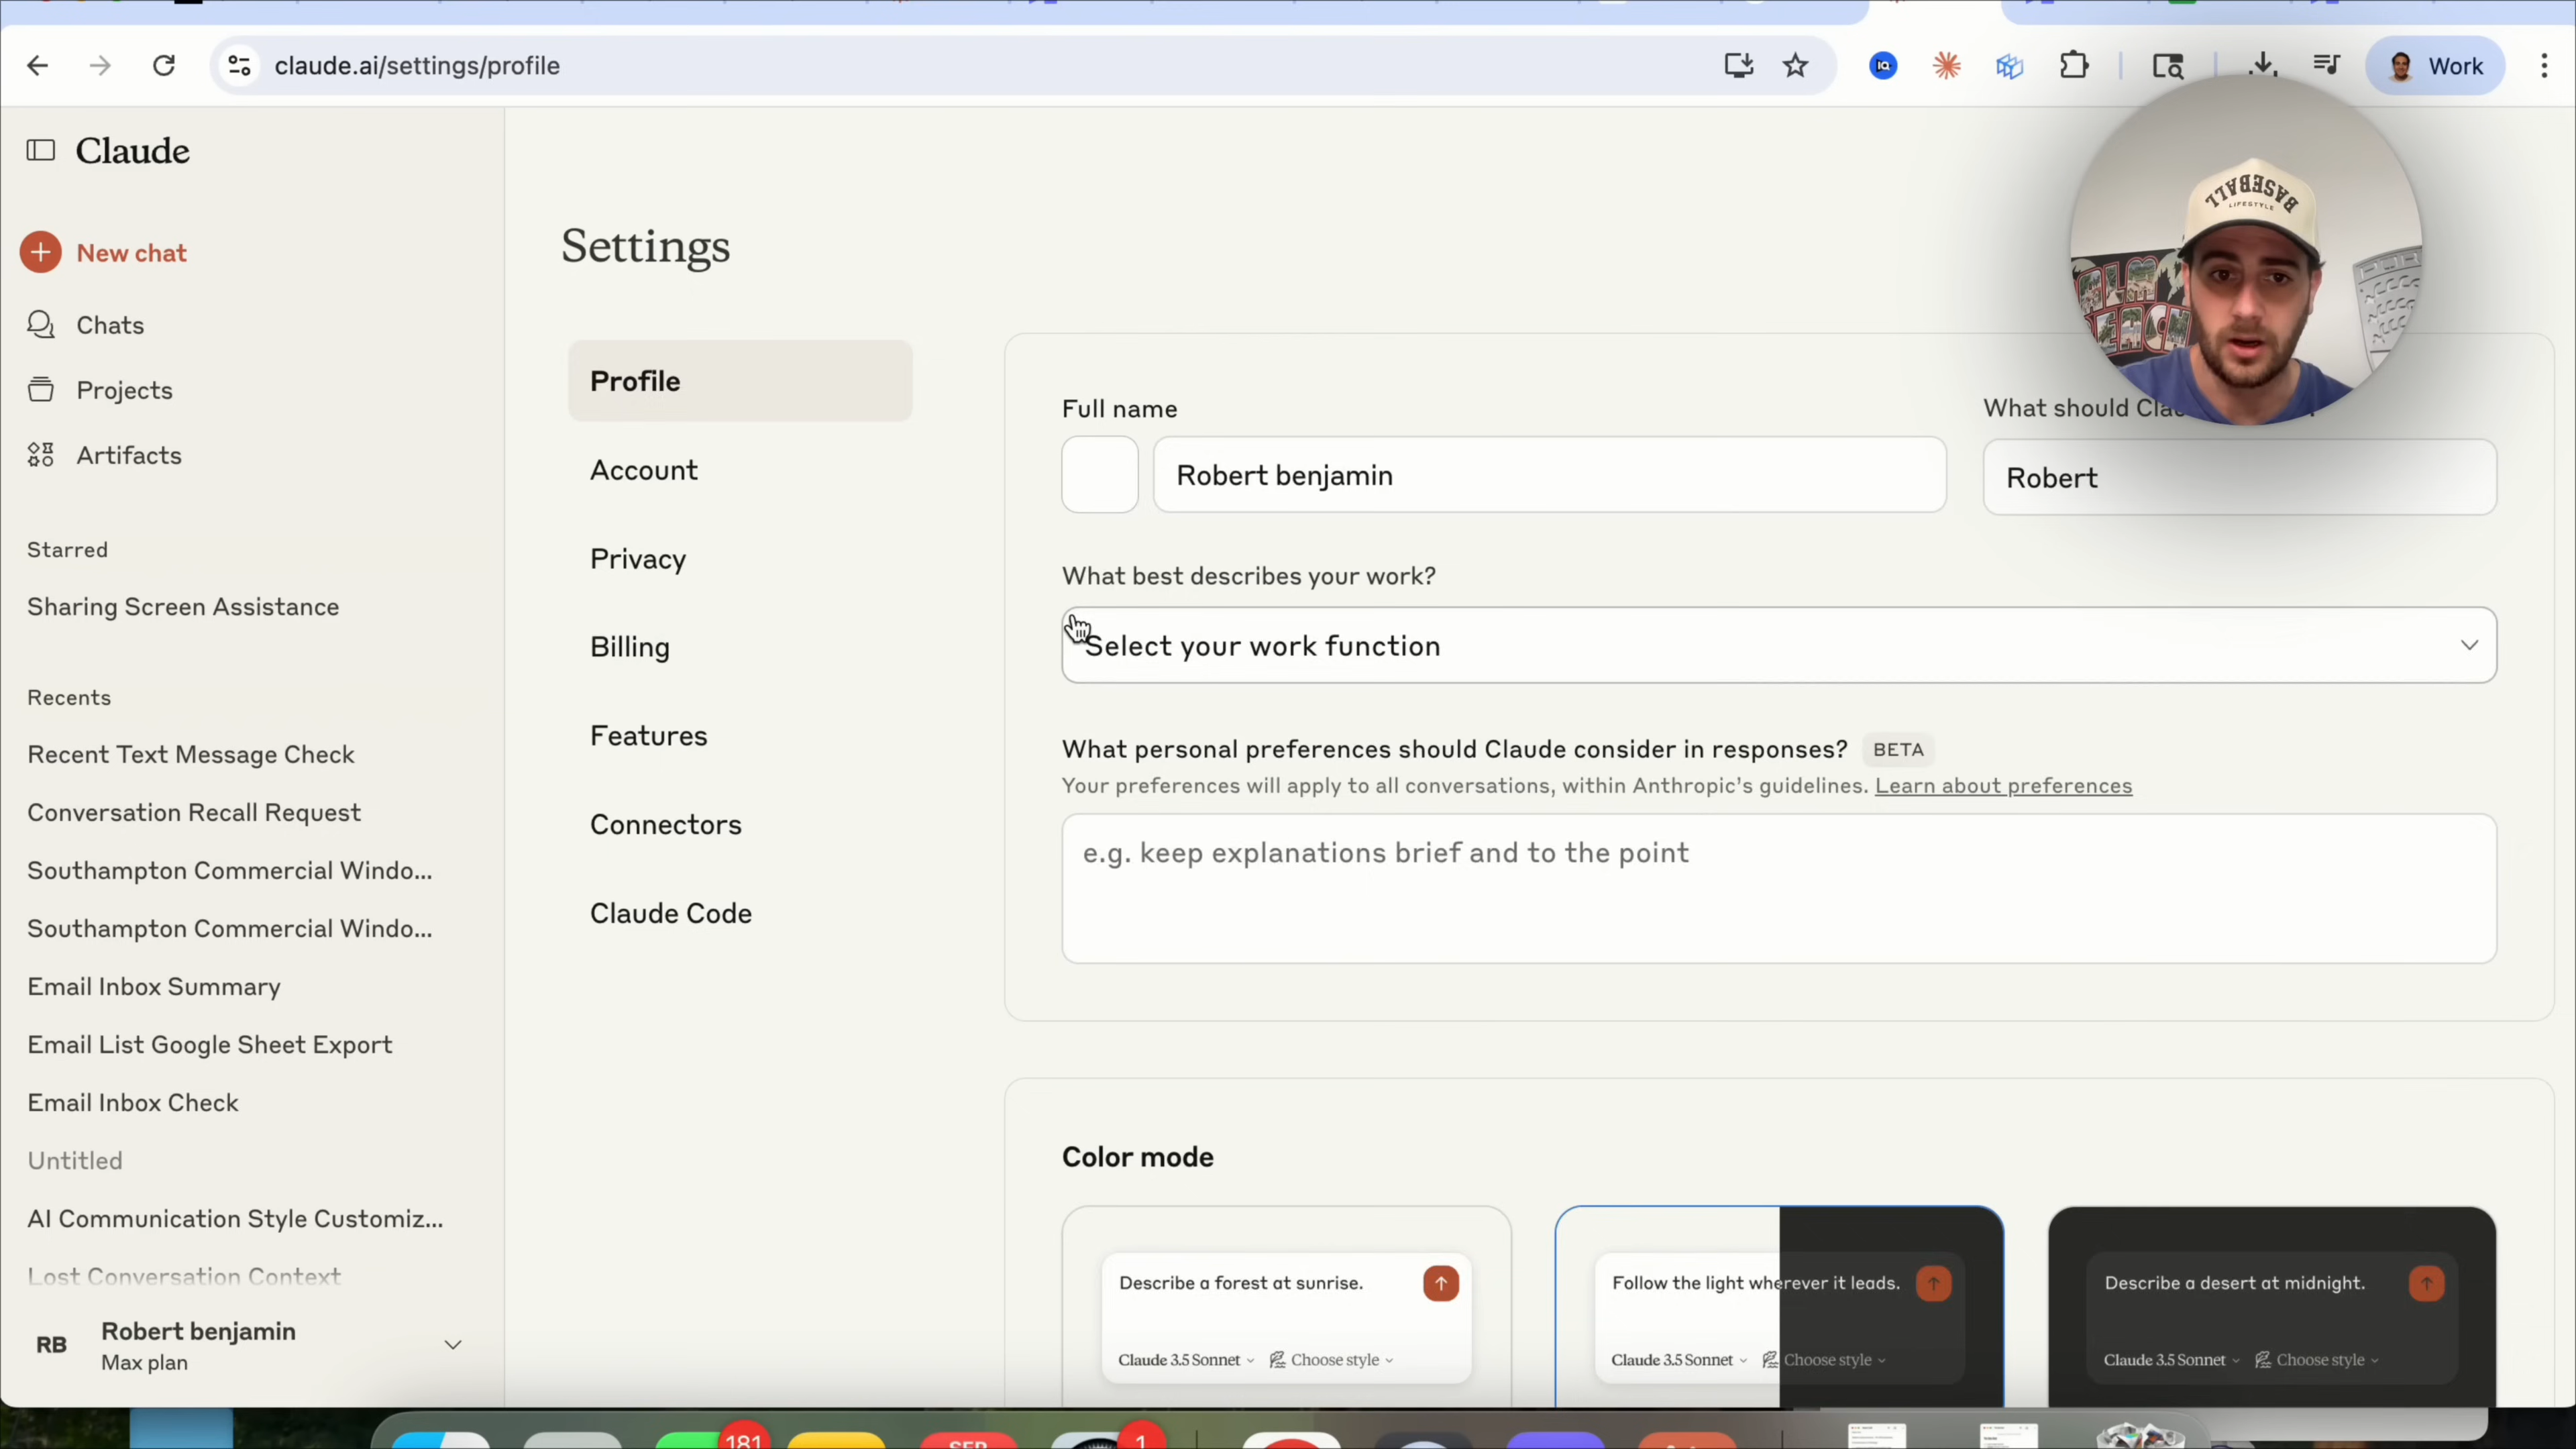 claude.ai/settings/profile
Work
Claude
New chat
Chats
Projects
Artifacts
Starred
Sharing Screen Assistance
Recents
Recent Text Message Check
Conversation Recall Request
Southampton Commercial Windo...
Southampton Commercial Windo...
Email Inbox Summary
Email List Google Sheet Export
Email Inbox Check
Untitled
AI Communication Style Customiz...
Lost Conversation Context
RB
Robert benjamin
Max plan
Settings
Profile
Account
Privacy
Billing
Features
Connectors
Claude Code
BASEBALL
LIFESTYLE
Full name
What should
Robert benjamin
Robert
What best describes your work?
Select your work function
What personal preferences should Claude consider in responses? BETA
Your preferences will apply to all conversations, within Anthropic's guidelines. Learn about preferences
e.g. keep explanations brief and to the point
Color mode
Describe a forest at sunrise.
Claude 3.5 Sonnet Choose style
Follow the light wherever it leads.
Claude 3.5 Sonnet Choose style
Describe a desert at midnight.
Claude 3.5 Sonnet Choose style
181
SEP
1